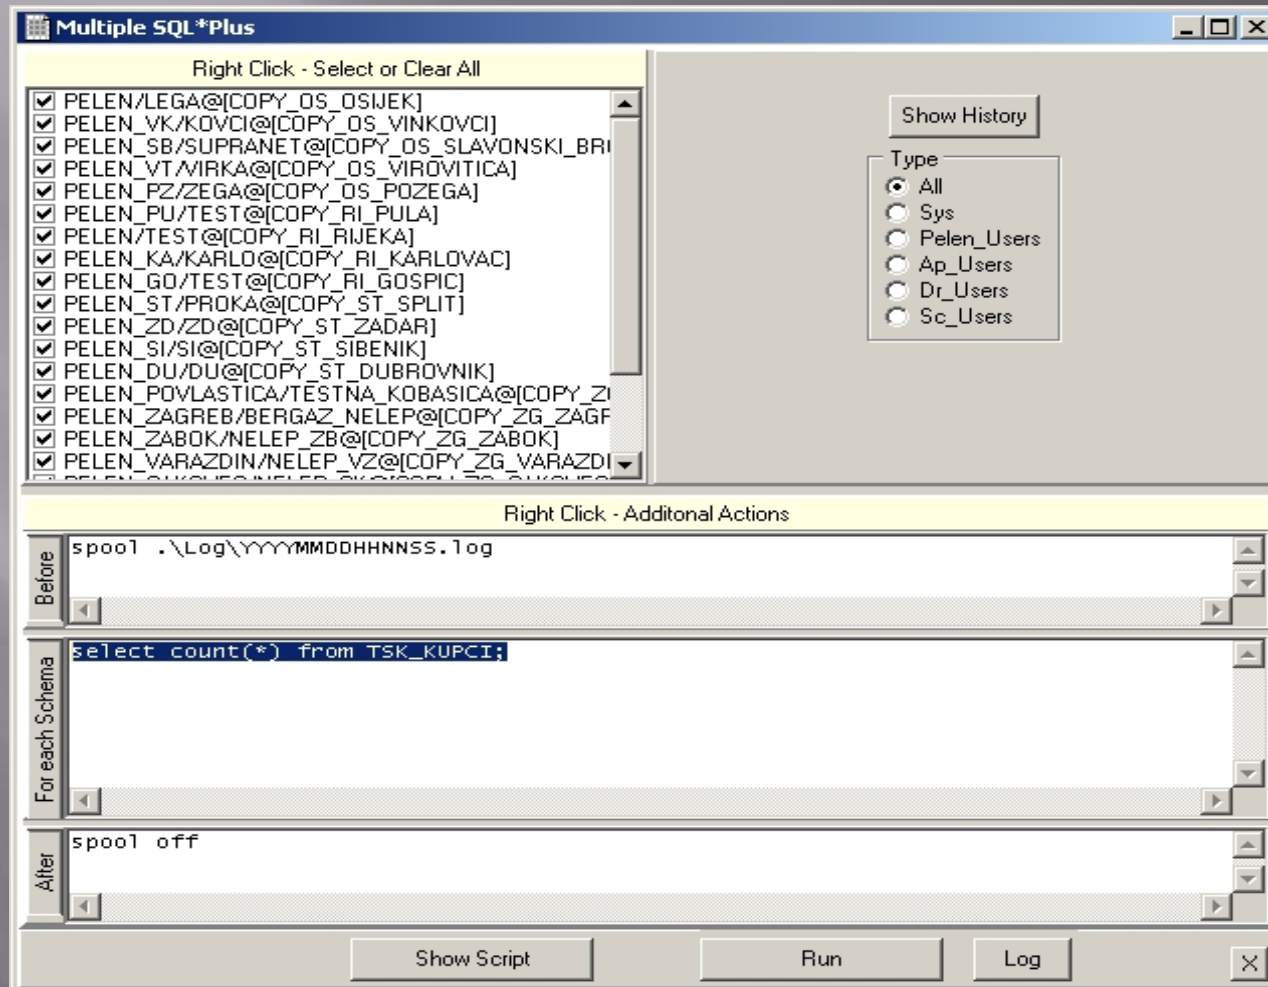 Multiple SQL*Plus
Right Click - Select or Clear All
PELEN/LEGA@[COPY_OS_OSIJEK]
PELEN_VK/KOVCI@[COPY_OS_VINKOVCI]
PELEN_SB/SUPRANET@[COPY_OS_SLAVONSKI_BR
PELEN_VT/VIRKA@[COPY_OS_VIROVITICA]
PELEN_PZ/ZEGA@[COPY_OS_POZEGA]
PELEN_PU/TEST@[COPY_RI_PULA]
PELEN/TEST@[COPY_RI_RIJEKA]
PELEN_KA/KARLO@[COPY_RI_KARLOVAC]
PELEN_GO/TEST@[COPY_RI_GOSPIC]
PELEN_ST/PROKA@[COPY_ST_SPLIT]
PELEN_ZD/ZD@[COPY_ST_ZADAR]
PELEN_SI/SI@[COPY_ST_SIBENIK]
PELEN_DU/DU@[COPY_ST_DUBROVNIK]
PELEN_POVLASTICA/TESTNA_KOBASICA@[COPY_Z
PELEN_ZAGREB/BERGAZ_NELEP@[COPY_ZG_ZAGR
PELEN_ZABOK/NELEP_ZB@[COPY_ZG_ZABOK]
PELEN_VARAZDIN/NELEP_VZ@[COPY_ZG_VARAZDI
Show History
Type
All
Sys
Pelen_Users
Ap_Users
Dr_Users
Sc_Users
Right Click - Additonal Actions
Before
spool .\Log\YYYYMMDDHHNNSS.log
For each Schema
select count(*) from TSK_KUPCI;
After
spool off
Show Script
Run
Log